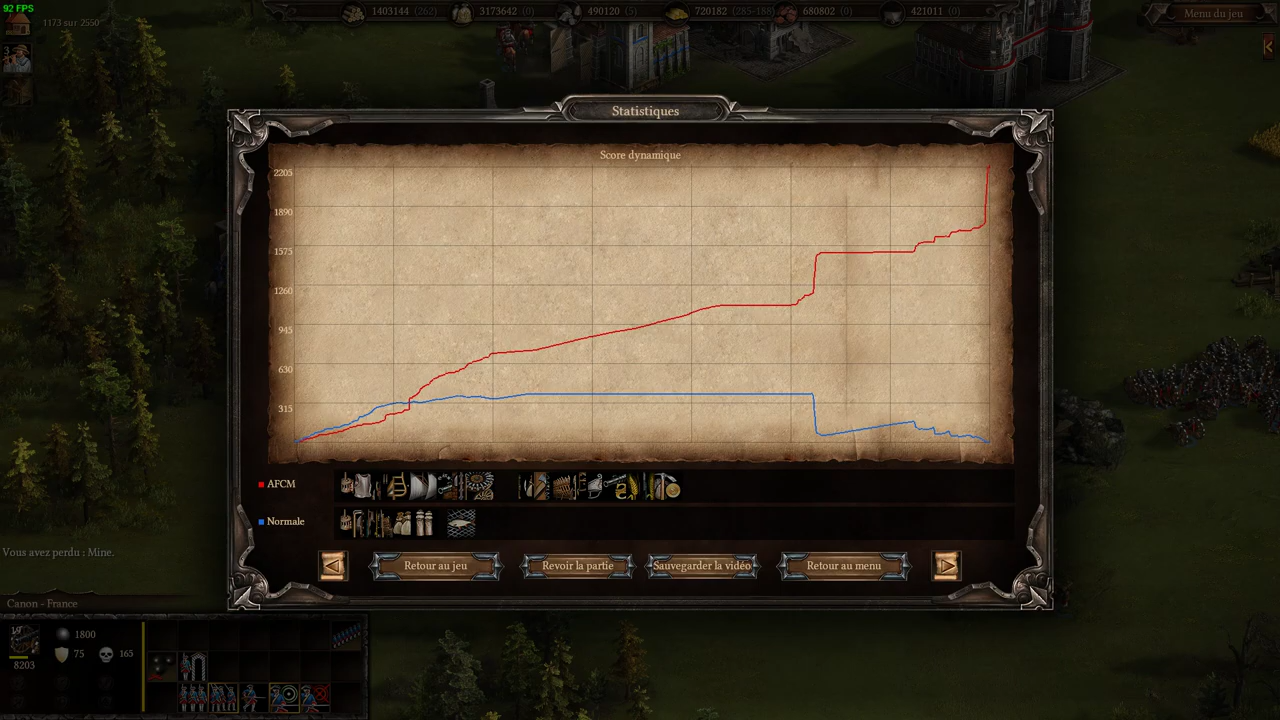 92 FPS
1173 sur 2550
1403144 (262)
3173642 (0)
490120 (5)
720182 (285-188)
680802 (0)
421011 (0)
Menu du jeu
3
Statistiques
Score dynamique
2205
1890
1575
1260
945
630
315
AFCM
Normale
Vous avez perdu : Mine.
Retour au jeu
Revoir la partie
Sauvegarder la vidéo
Retour au menu
Canon - France
19
1800
75
165
8203